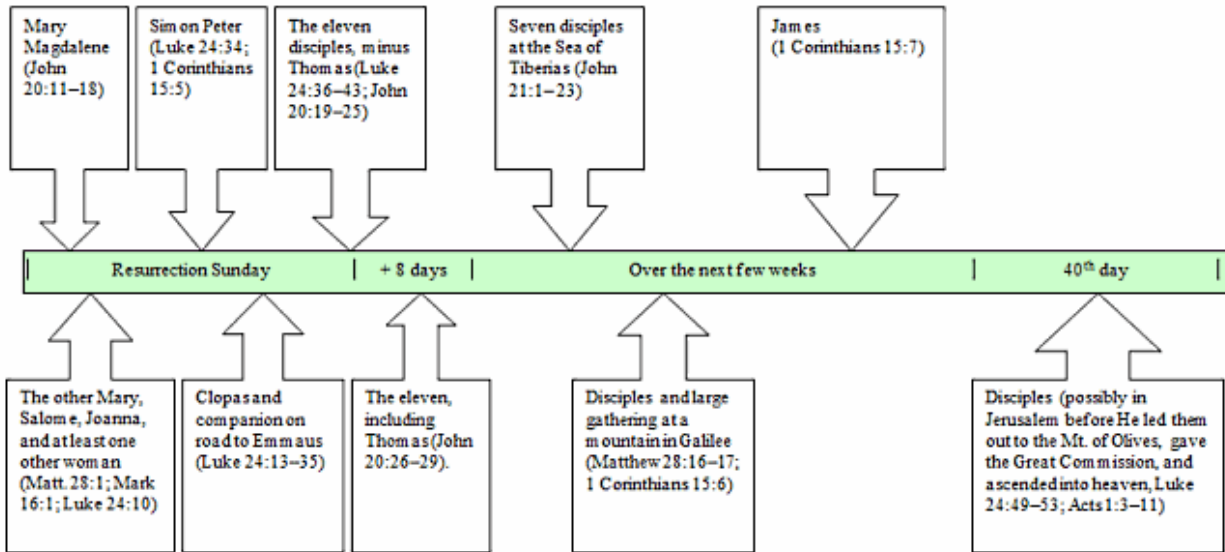 Mary
Magdalene
(John
20:11–18)
Simon Peter
(Luke 24:34;
1 Corinthians
15:5)
The eleven
disciples, minus
Thomas (Luke
24:36–43; John
20:19–25)
Seven disciples
at the Sea of
Tiberias (John
21:1–23)
James
(1 Corinthians 15:7)
Resurrection Sunday
+ 8 days
Over the next few weeks
40th day
The other Mary,
Salome, Joanna,
and at least one
other woman
(Matt. 28:1; Mark
16:1; Luke 24:10)
Clopas and
companion on
road to Emmaus
(Luke 24:13–35)
The eleven,
including
Thomas (John
20:26–29).
Disciples and large
gathering at a
mountain in Galilee
(Matthew 28:16–17;
1 Corinthians 15:6)
Disciples (possibly in
Jerusalem before He led them
out to the Mt. of Olives, gave
the Great Commission, and
ascended into heaven, Luke
24:49–53; Acts 1:3–11)